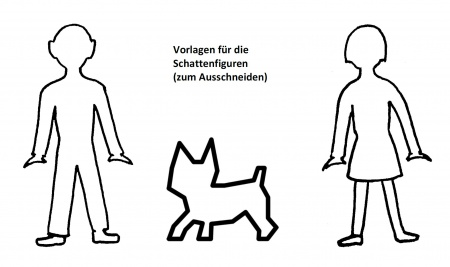 Vorlagen für die
Schattenfiguren
(zum Ausschneiden)